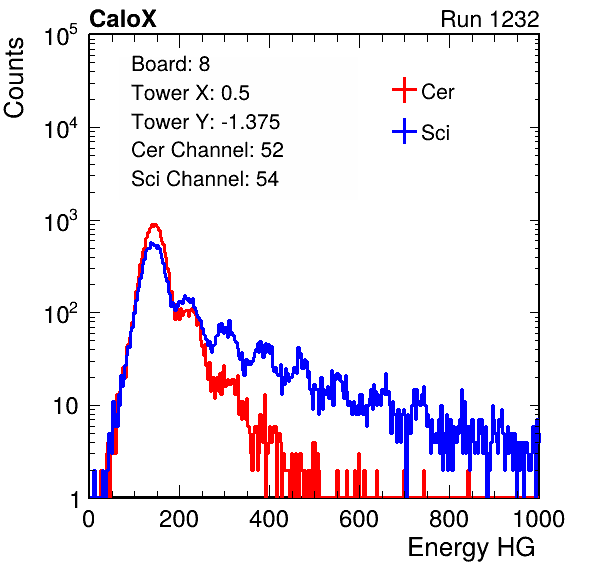 CaloX Run 1232
10^5
Counts
Board: 8
Tower X: 0.5
Tower Y: -1.375
Cer Channel: 52
Sci Channel: 54
Cer
Sci
10^4
10^3
10^2
10
1
0 200 400 600 800 1000
Energy HG